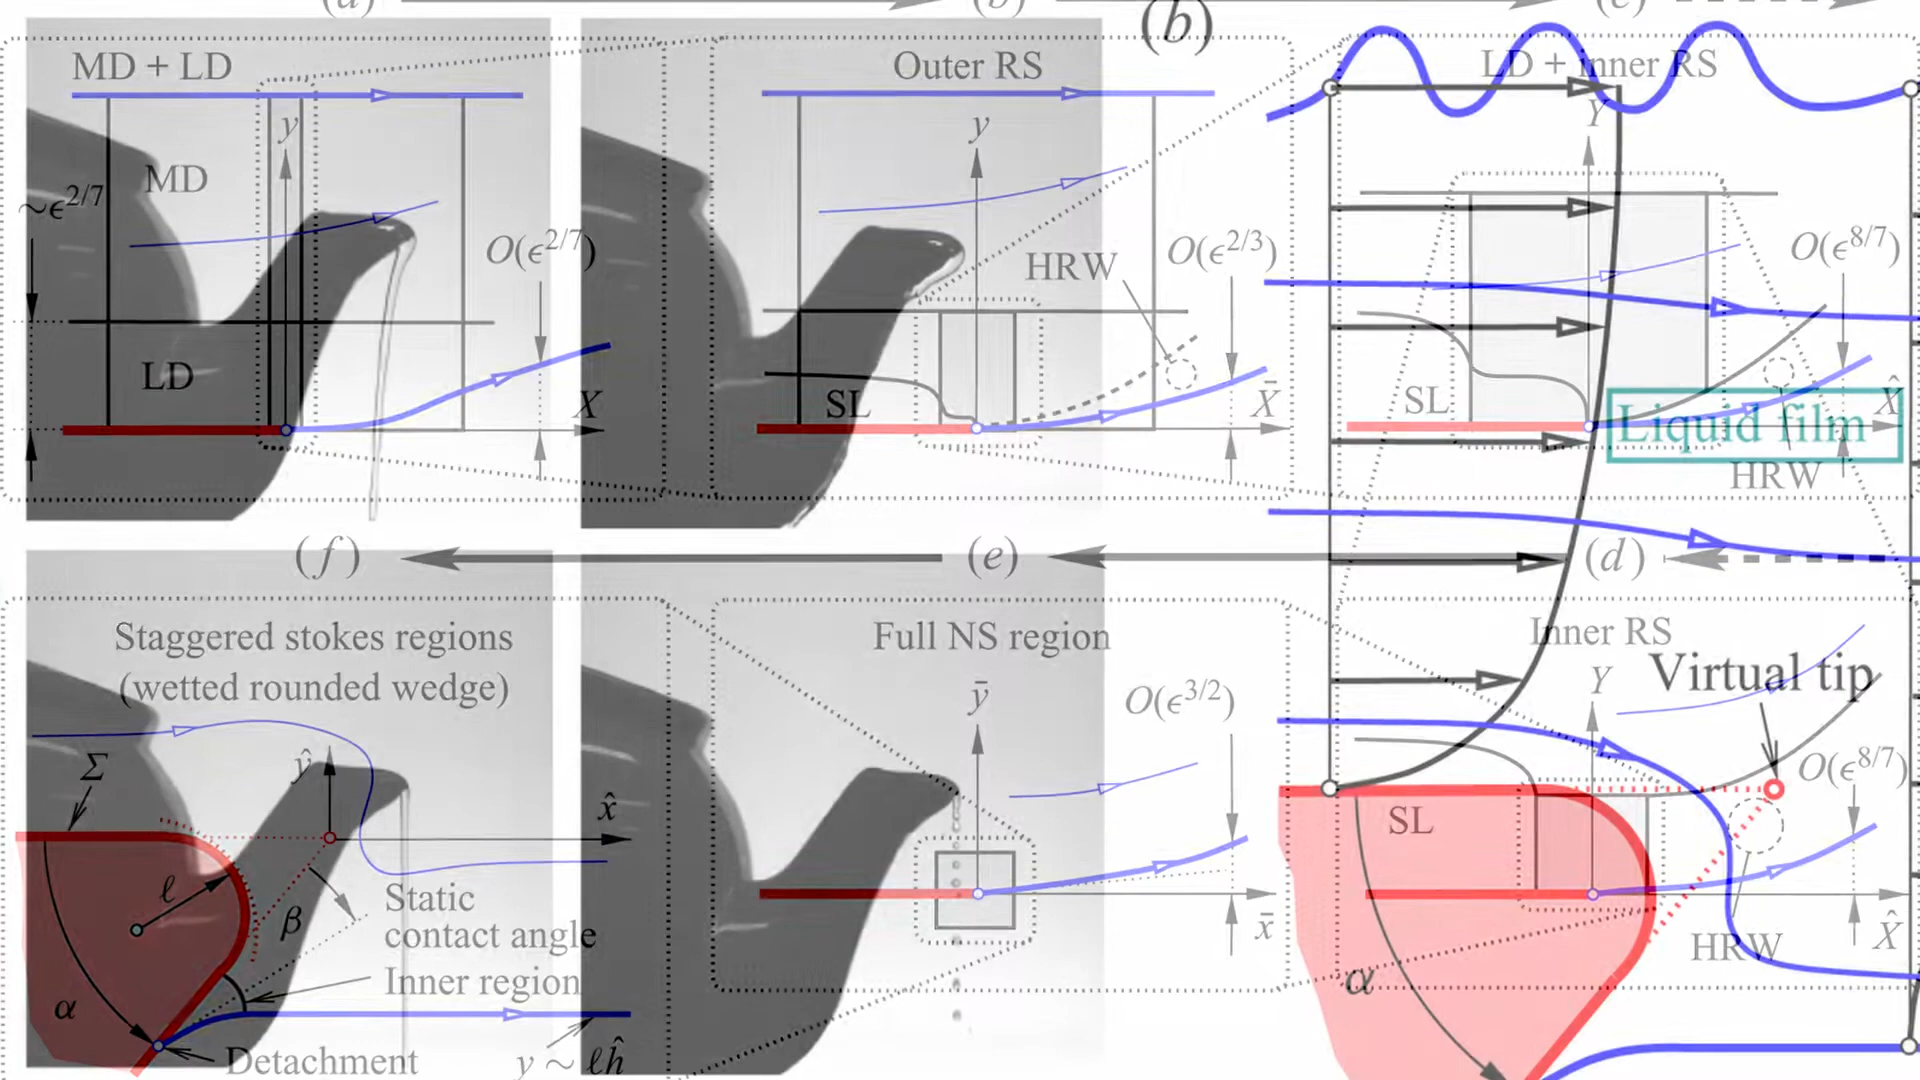 (a)
(b)
(c)
(b)
MD + LD
Outer RS
LD + inner RS
y
y
Y
MD
~ϵ^{2/7}
O(ϵ^{2/7})
HRW
O(ϵ^{2/3})
O(ϵ^{8/7})
LD
X
SL
X̄
SL
X̂
Liquid film
HRW
(f)
(e)
(d)
Staggered stokes regions
(wetted rounded wedge)
Full NS region
Inner RS
Virtual tip
ȳ
O(ϵ^{3/2})
Y
Σ
ŷ
x̂
O(ϵ^{8/7})
SL
ℓ
β
Static
contact angle
Inner region
x̄
HRW
X̂
α
α
Detachment
y ~ ℓĥ